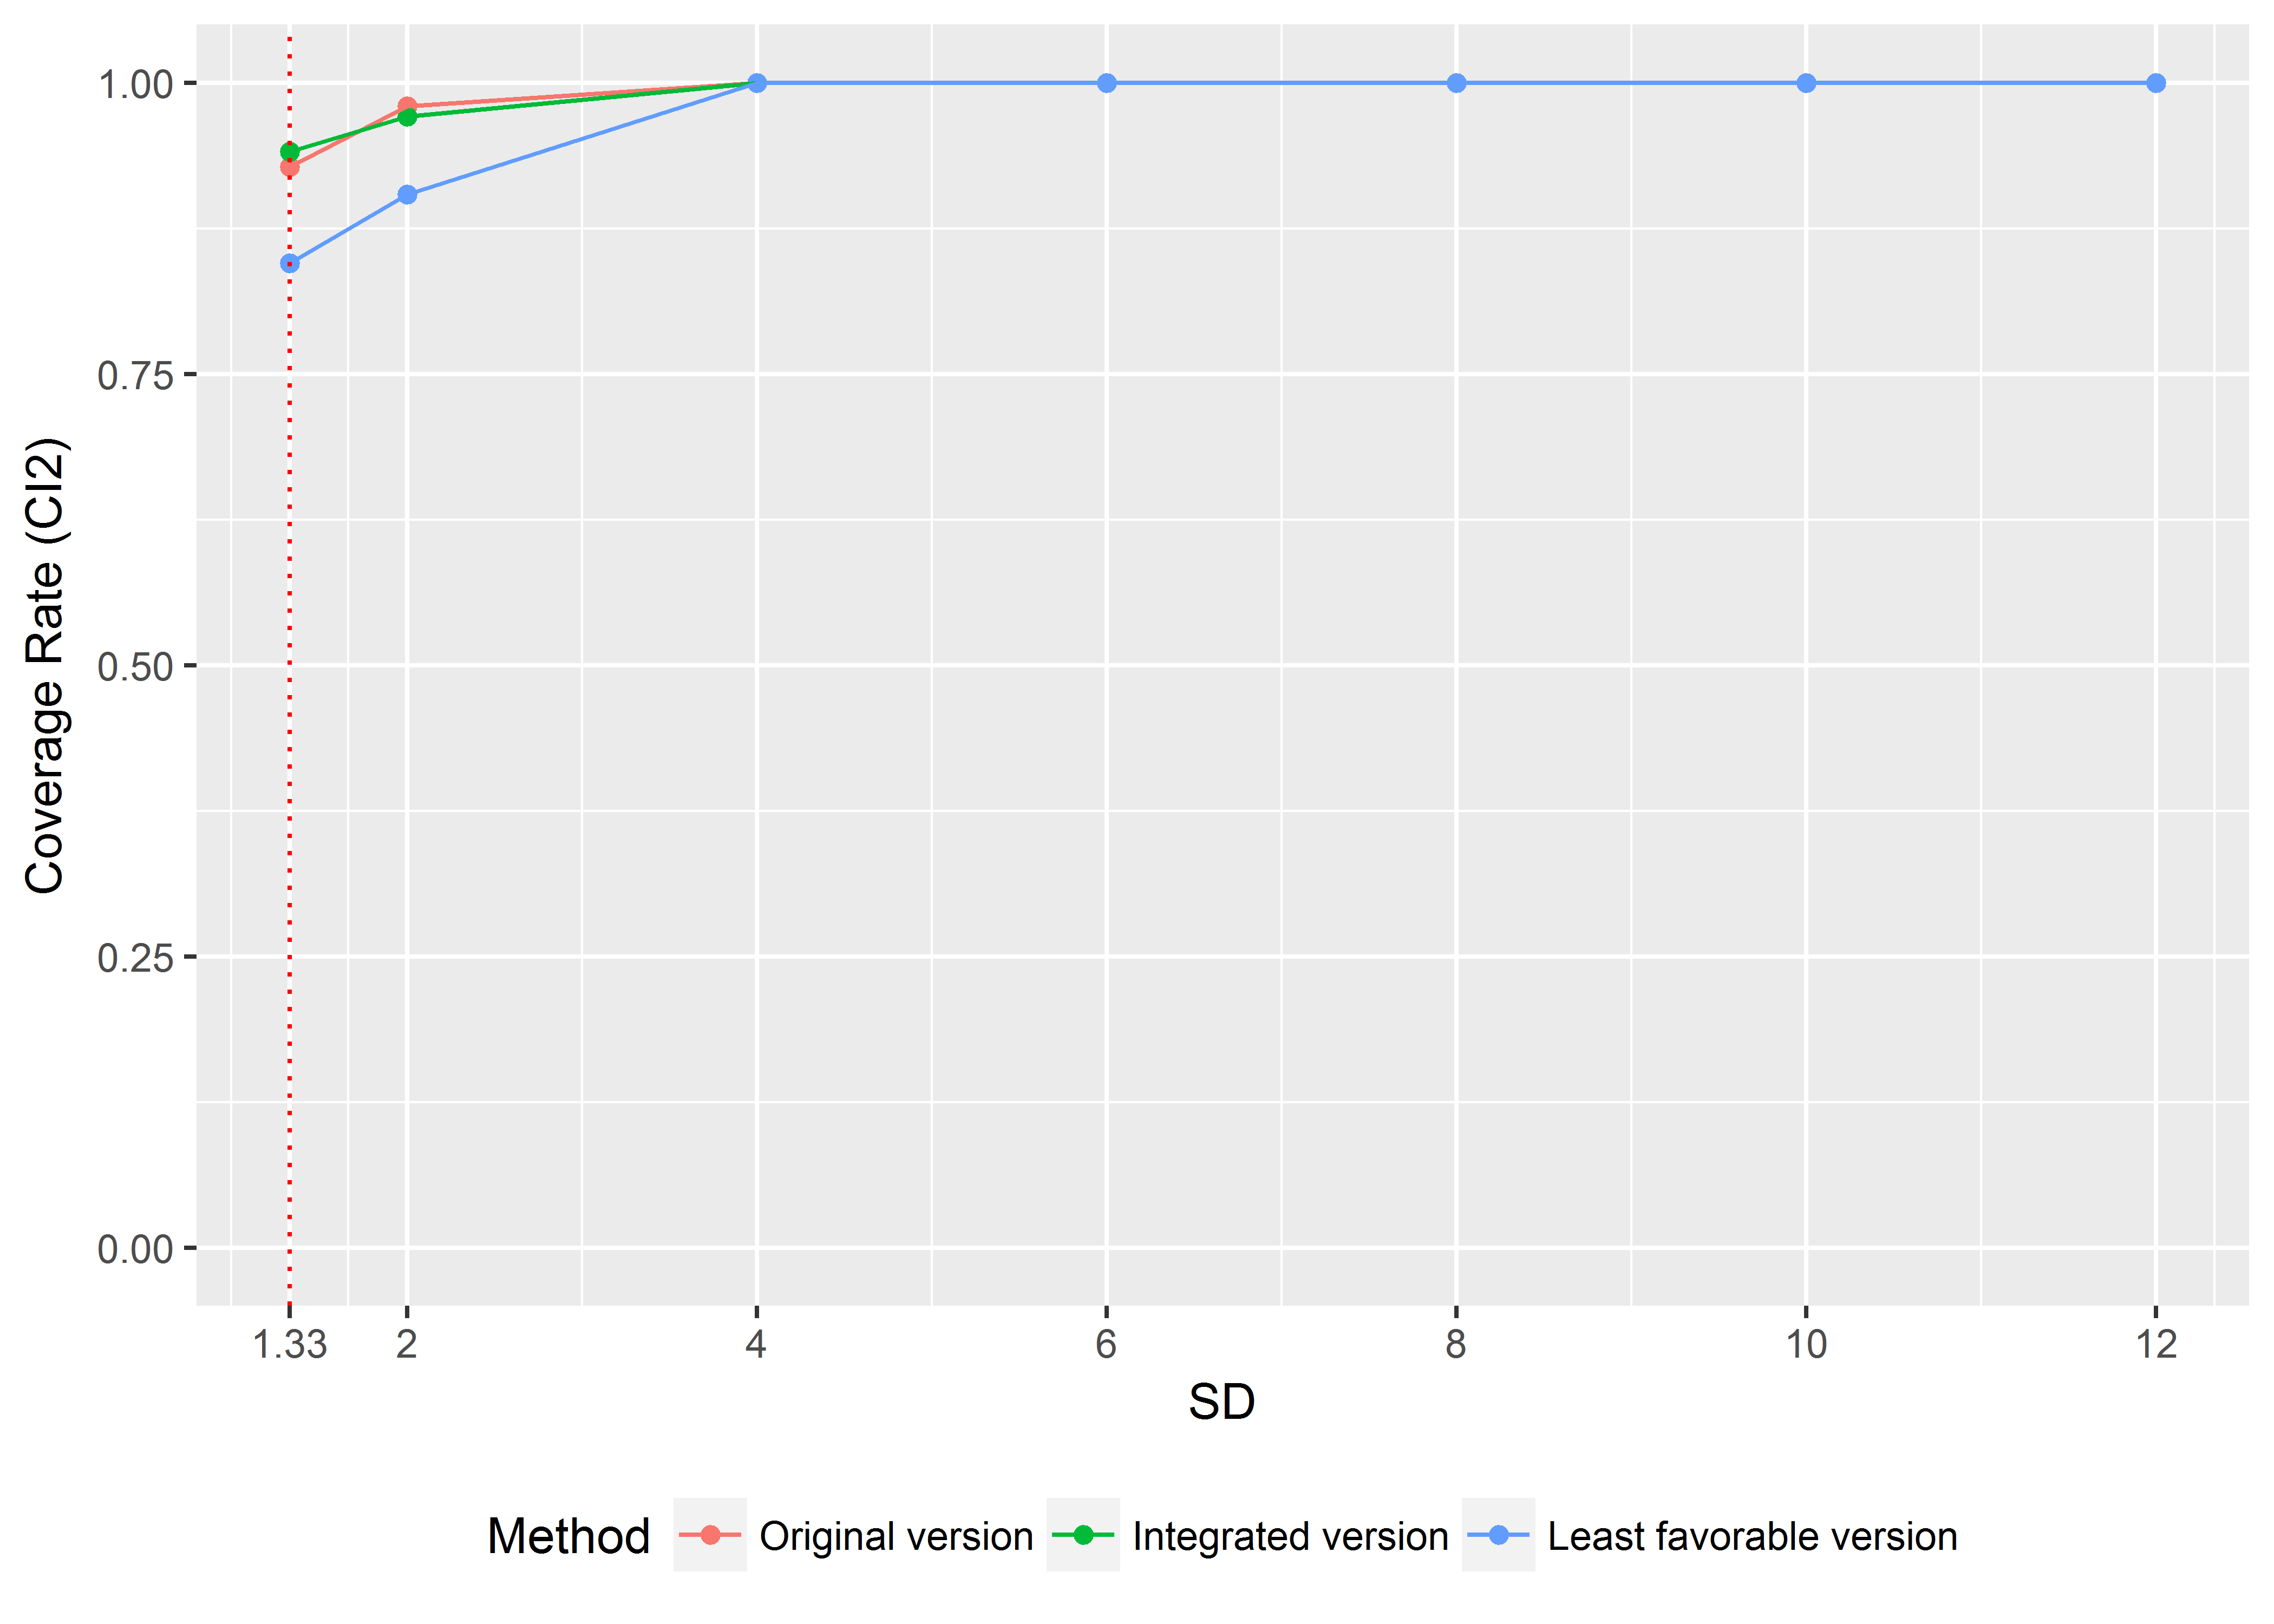 Coverage Rate (CI2)
1.00
0.75
0.50
0.25
0.00
1.33 2 4 6 8 10 12
SD
Method Original version Integrated version Least favorable version